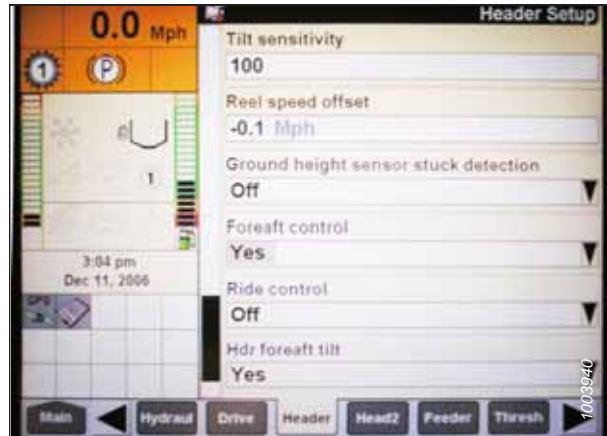 0.0 Mph
Header Setup
Tilt sensitivity
100
1
(P)
Reel speed offset
-0.1 Mph
Ground height sensor stuck detection
Off
1
Foreaft control
Yes
3:04 pm
Dec 11, 2006
Ride control
Off
GPS
Hdr foreaft tilt
Yes
1003940
Main
Hydraul
Drive
Header
Head2
Feeder
Thresh